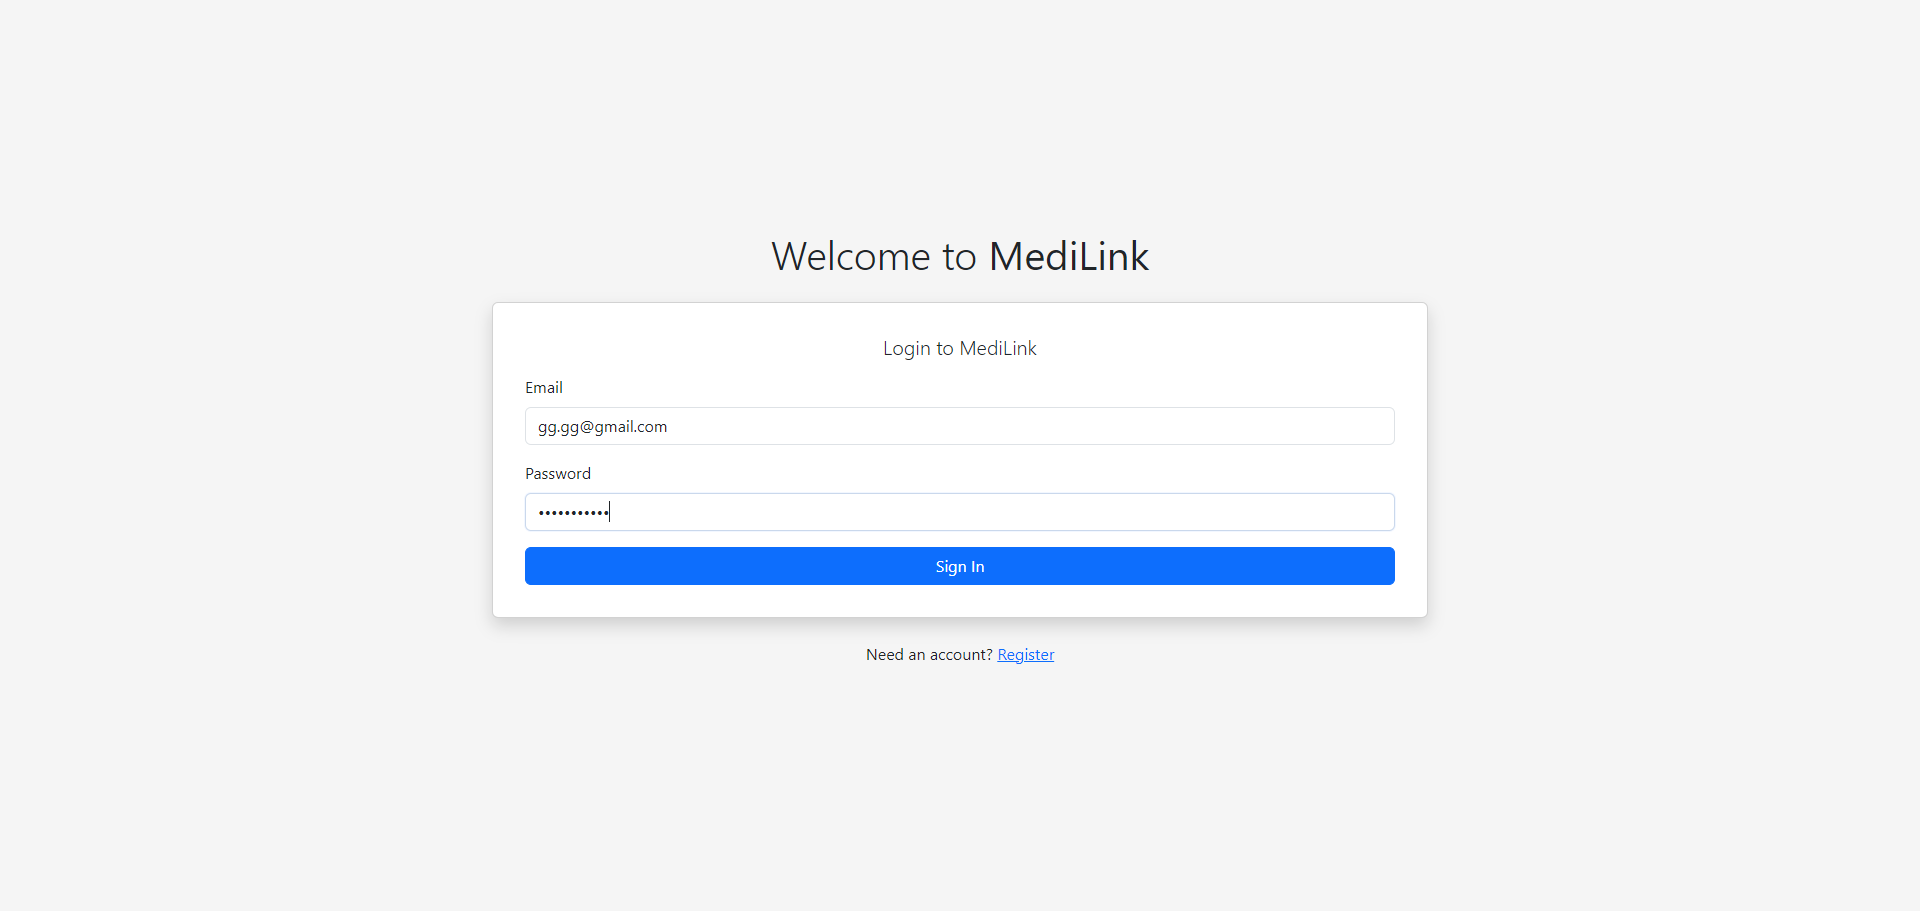 Welcome to MediLink
Login to MediLink
Email
gg.gg@gmail.com
Password
•••••••••••
Sign In
Need an account? Register